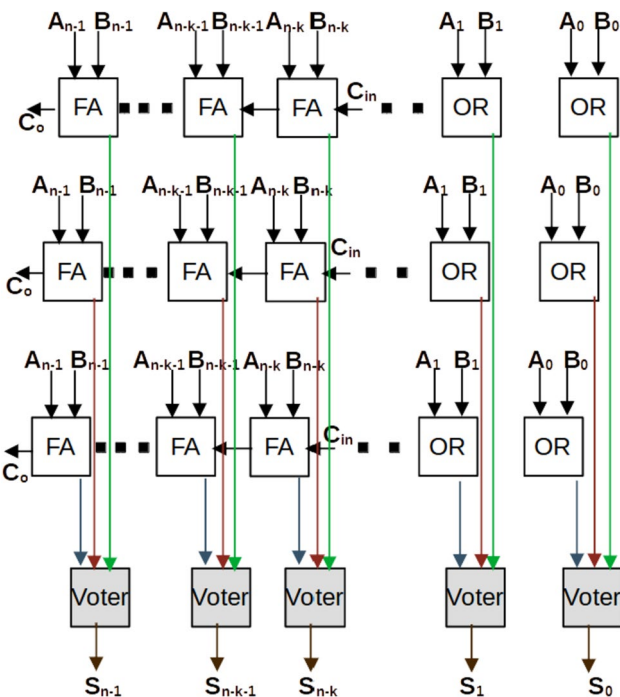 Aₙ₋₁ Bₙ₋₁ Aₙ₋ₖ₋₁ Bₙ₋ₖ₋₁ Aₙ₋ₖ Bₙ₋ₖ A₁ B₁ A₀ B₀
Cₒ FA FA FA Cᵢₙ OR OR
Aₙ₋₁ Bₙ₋₁ Aₙ₋ₖ₋₁ Bₙ₋ₖ₋₁ Aₙ₋ₖ Bₙ₋ₖ A₁ B₁ A₀ B₀
Cₒ FA FA FA Cᵢₙ OR OR
Aₙ₋₁ Bₙ₋₁ Aₙ₋ₖ₋₁ Bₙ₋ₖ₋₁ Aₙ₋ₖ Bₙ₋ₖ A₁ B₁ A₀ B₀
Cₒ FA FA FA Cᵢₙ OR OR
Voter Voter Voter Voter Voter
Sₙ₋₁ Sₙ₋ₖ₋₁ Sₙ₋ₖ S₁ S₀